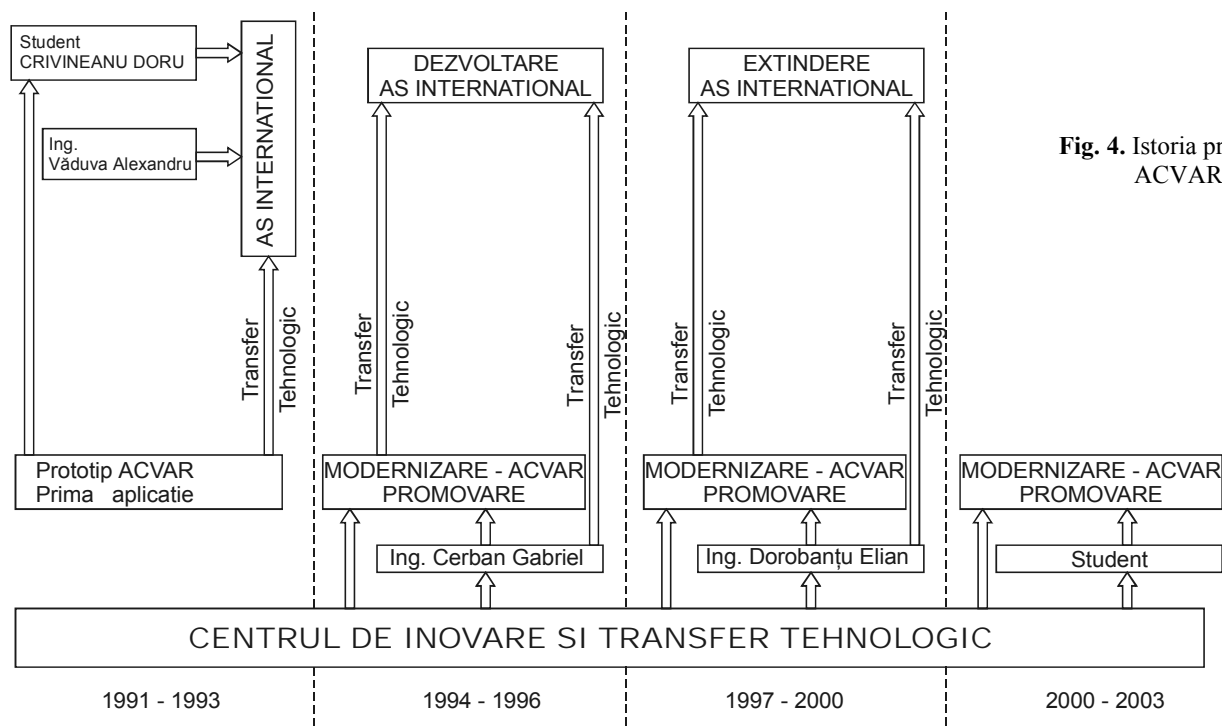 Student
CRIVINEANU DORU
Ing.
Văduva Alexandru
AS INTERNATIONAL
Transfer
Tehnologic
Prototip ACVAR
Prima aplicatie
DEZVOLTARE
AS INTERNATIONAL
Transfer
Tehnologic
Transfer
Tehnologic
MODERNIZARE - ACVAR
PROMOVARE
Ing. Cerban Gabriel
EXTINDERE
AS INTERNATIONAL
Transfer
Tehnologic
Transfer
Tehnologic
MODERNIZARE - ACVAR
PROMOVARE
Ing. Dorobanțu Elian
Fig. 4. Istoria pr
ACVAR
MODERNIZARE - ACVAR
PROMOVARE
Student
CENTRUL DE INOVARE SI TRANSFER TEHNOLOGIC
1991 - 1993
1994 - 1996
1997 - 2000
2000 - 2003